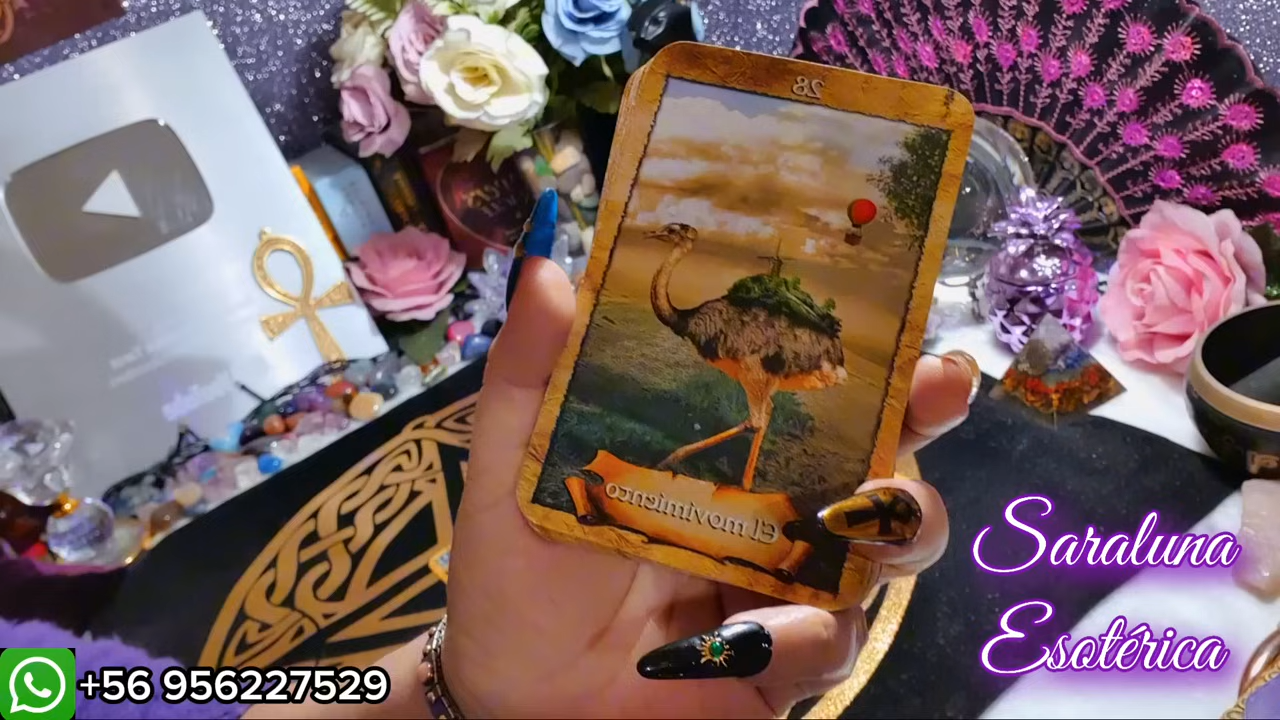 28
El movimiento
Saraluna
Esotérica
+56 956227529